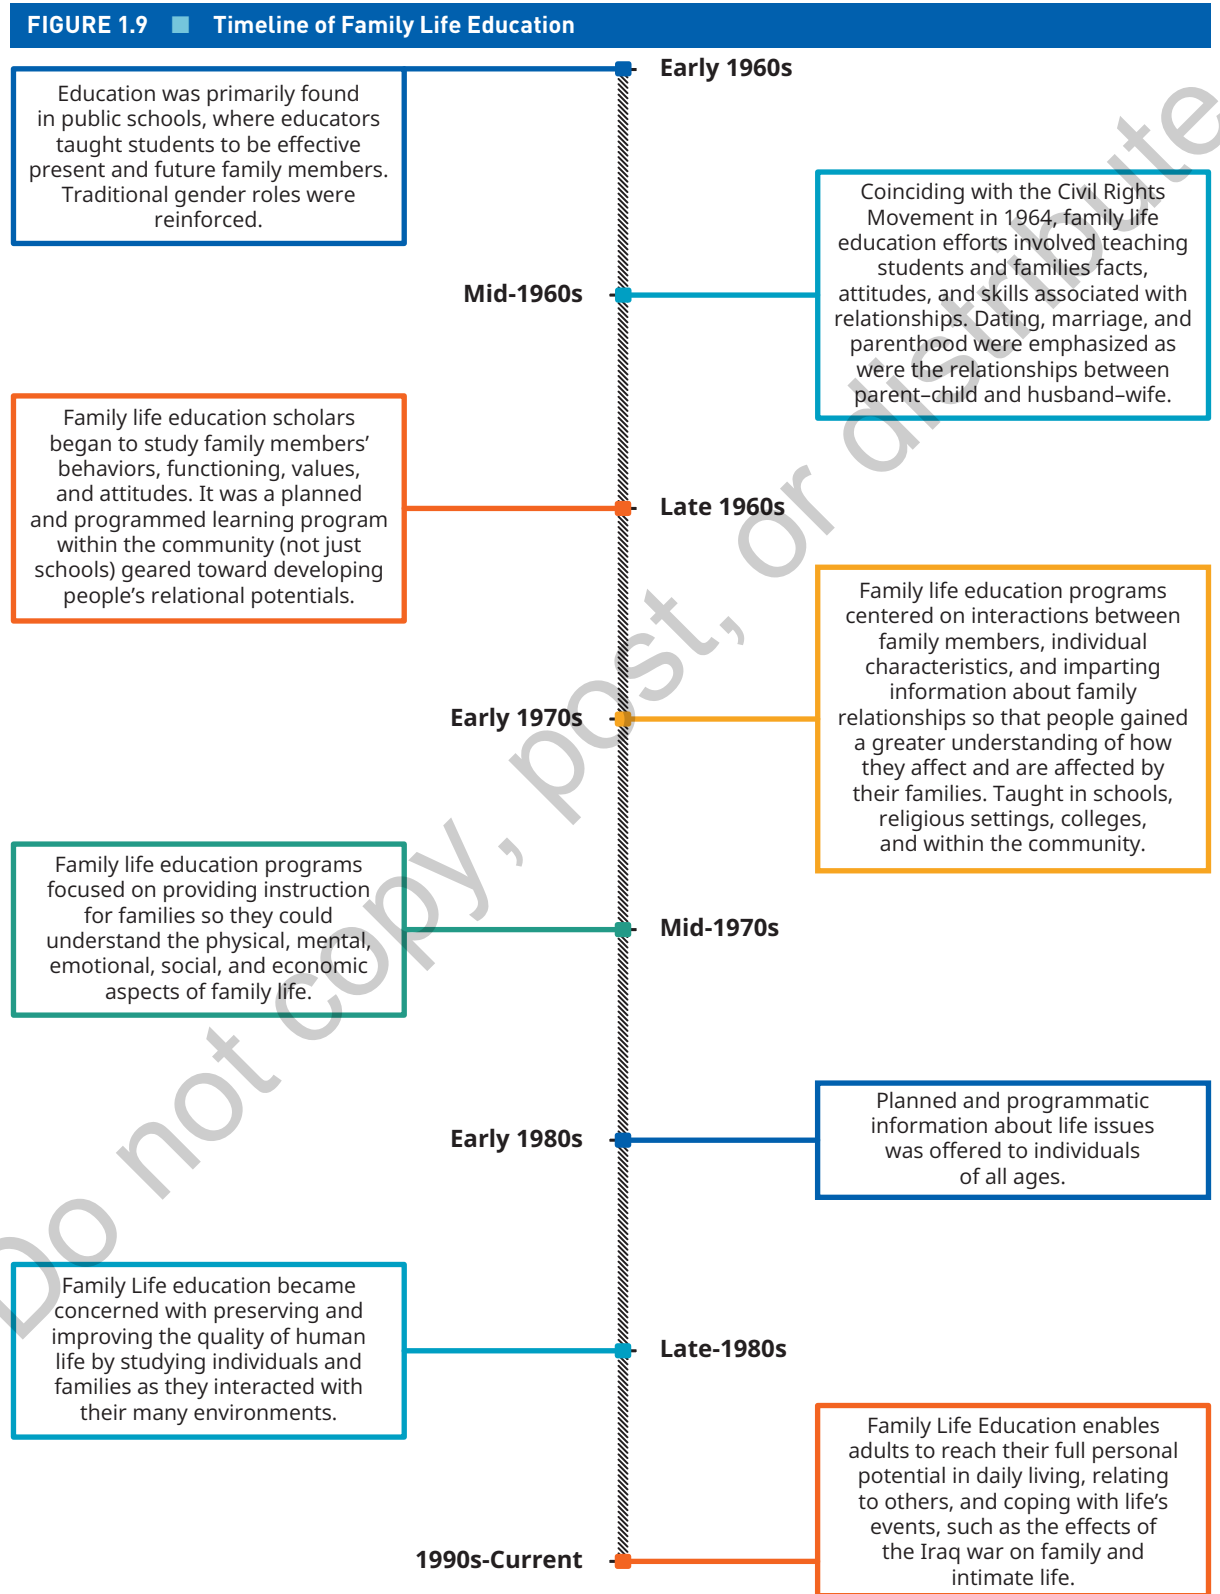 FIGURE 1.9 Timeline of Family Life Education
Early 1960s
Education was primarily found
in public schools, where educators
taught students to be effective
present and future family members.
Traditional gender roles were
reinforced.
Mid-1960s
Coinciding with the Civil Rights
Movement in 1964, family life
education efforts involved teaching
students and families facts,
attitudes, and skills associated with
relationships. Dating, marriage, and
parenthood were emphasized as
were the relationships between
parent–child and husband–wife.
Late 1960s
Family life education scholars
began to study family members’
behaviors, functioning, values,
and attitudes. It was a planned
and programmed learning program
within the community (not just
schools) geared toward developing
people’s relational potentials.
Early 1970s
Family life education programs
centered on interactions between
family members, individual
characteristics, and imparting
information about family
relationships so that people gained
a greater understanding of how
they affect and are affected by
their families. Taught in schools,
religious settings, colleges,
and within the community.
Mid-1970s
Family life education programs
focused on providing instruction
for families so they could
understand the physical, mental,
emotional, social, and economic
aspects of family life.
Early 1980s
Planned and programmatic
information about life issues
was offered to individuals
of all ages.
Late-1980s
Family Life education became
concerned with preserving and
improving the quality of human
life by studying individuals and
families as they interacted with
their many environments.
1990s-Current
Family Life Education enables
adults to reach their full personal
potential in daily living, relating
to others, and coping with life’s
events, such as the effects of
the Iraq war on family and
intimate life.
Do not copy, post, or distribute